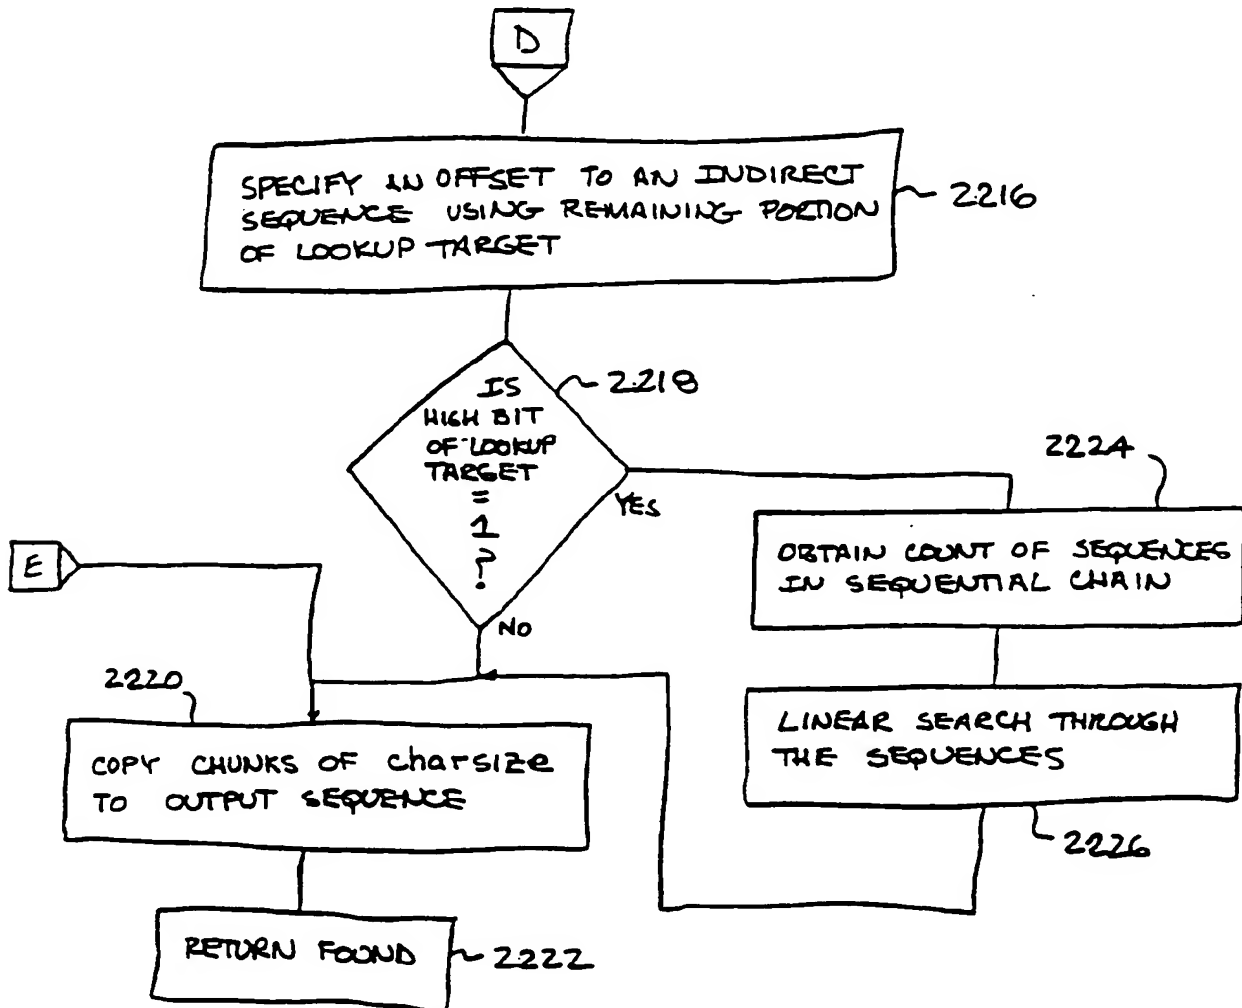 D
SPECIFY AN OFFSET TO AN INDIRECT
SEQUENCE USING REMAINING PORTION
OF LOOKUP TARGET
2216
IS
HIGH BIT
OF LOOKUP
TARGET
=
1
?
2218
YES
NO
2224
OBTAIN COUNT OF SEQUENCES
IN SEQUENTIAL CHAIN
E
2220
COPY CHUNKS OF charsize
TO OUTPUT SEQUENCE
LINEAR SEARCH THROUGH
THE SEQUENCES
2226
RETURN FOUND
2222